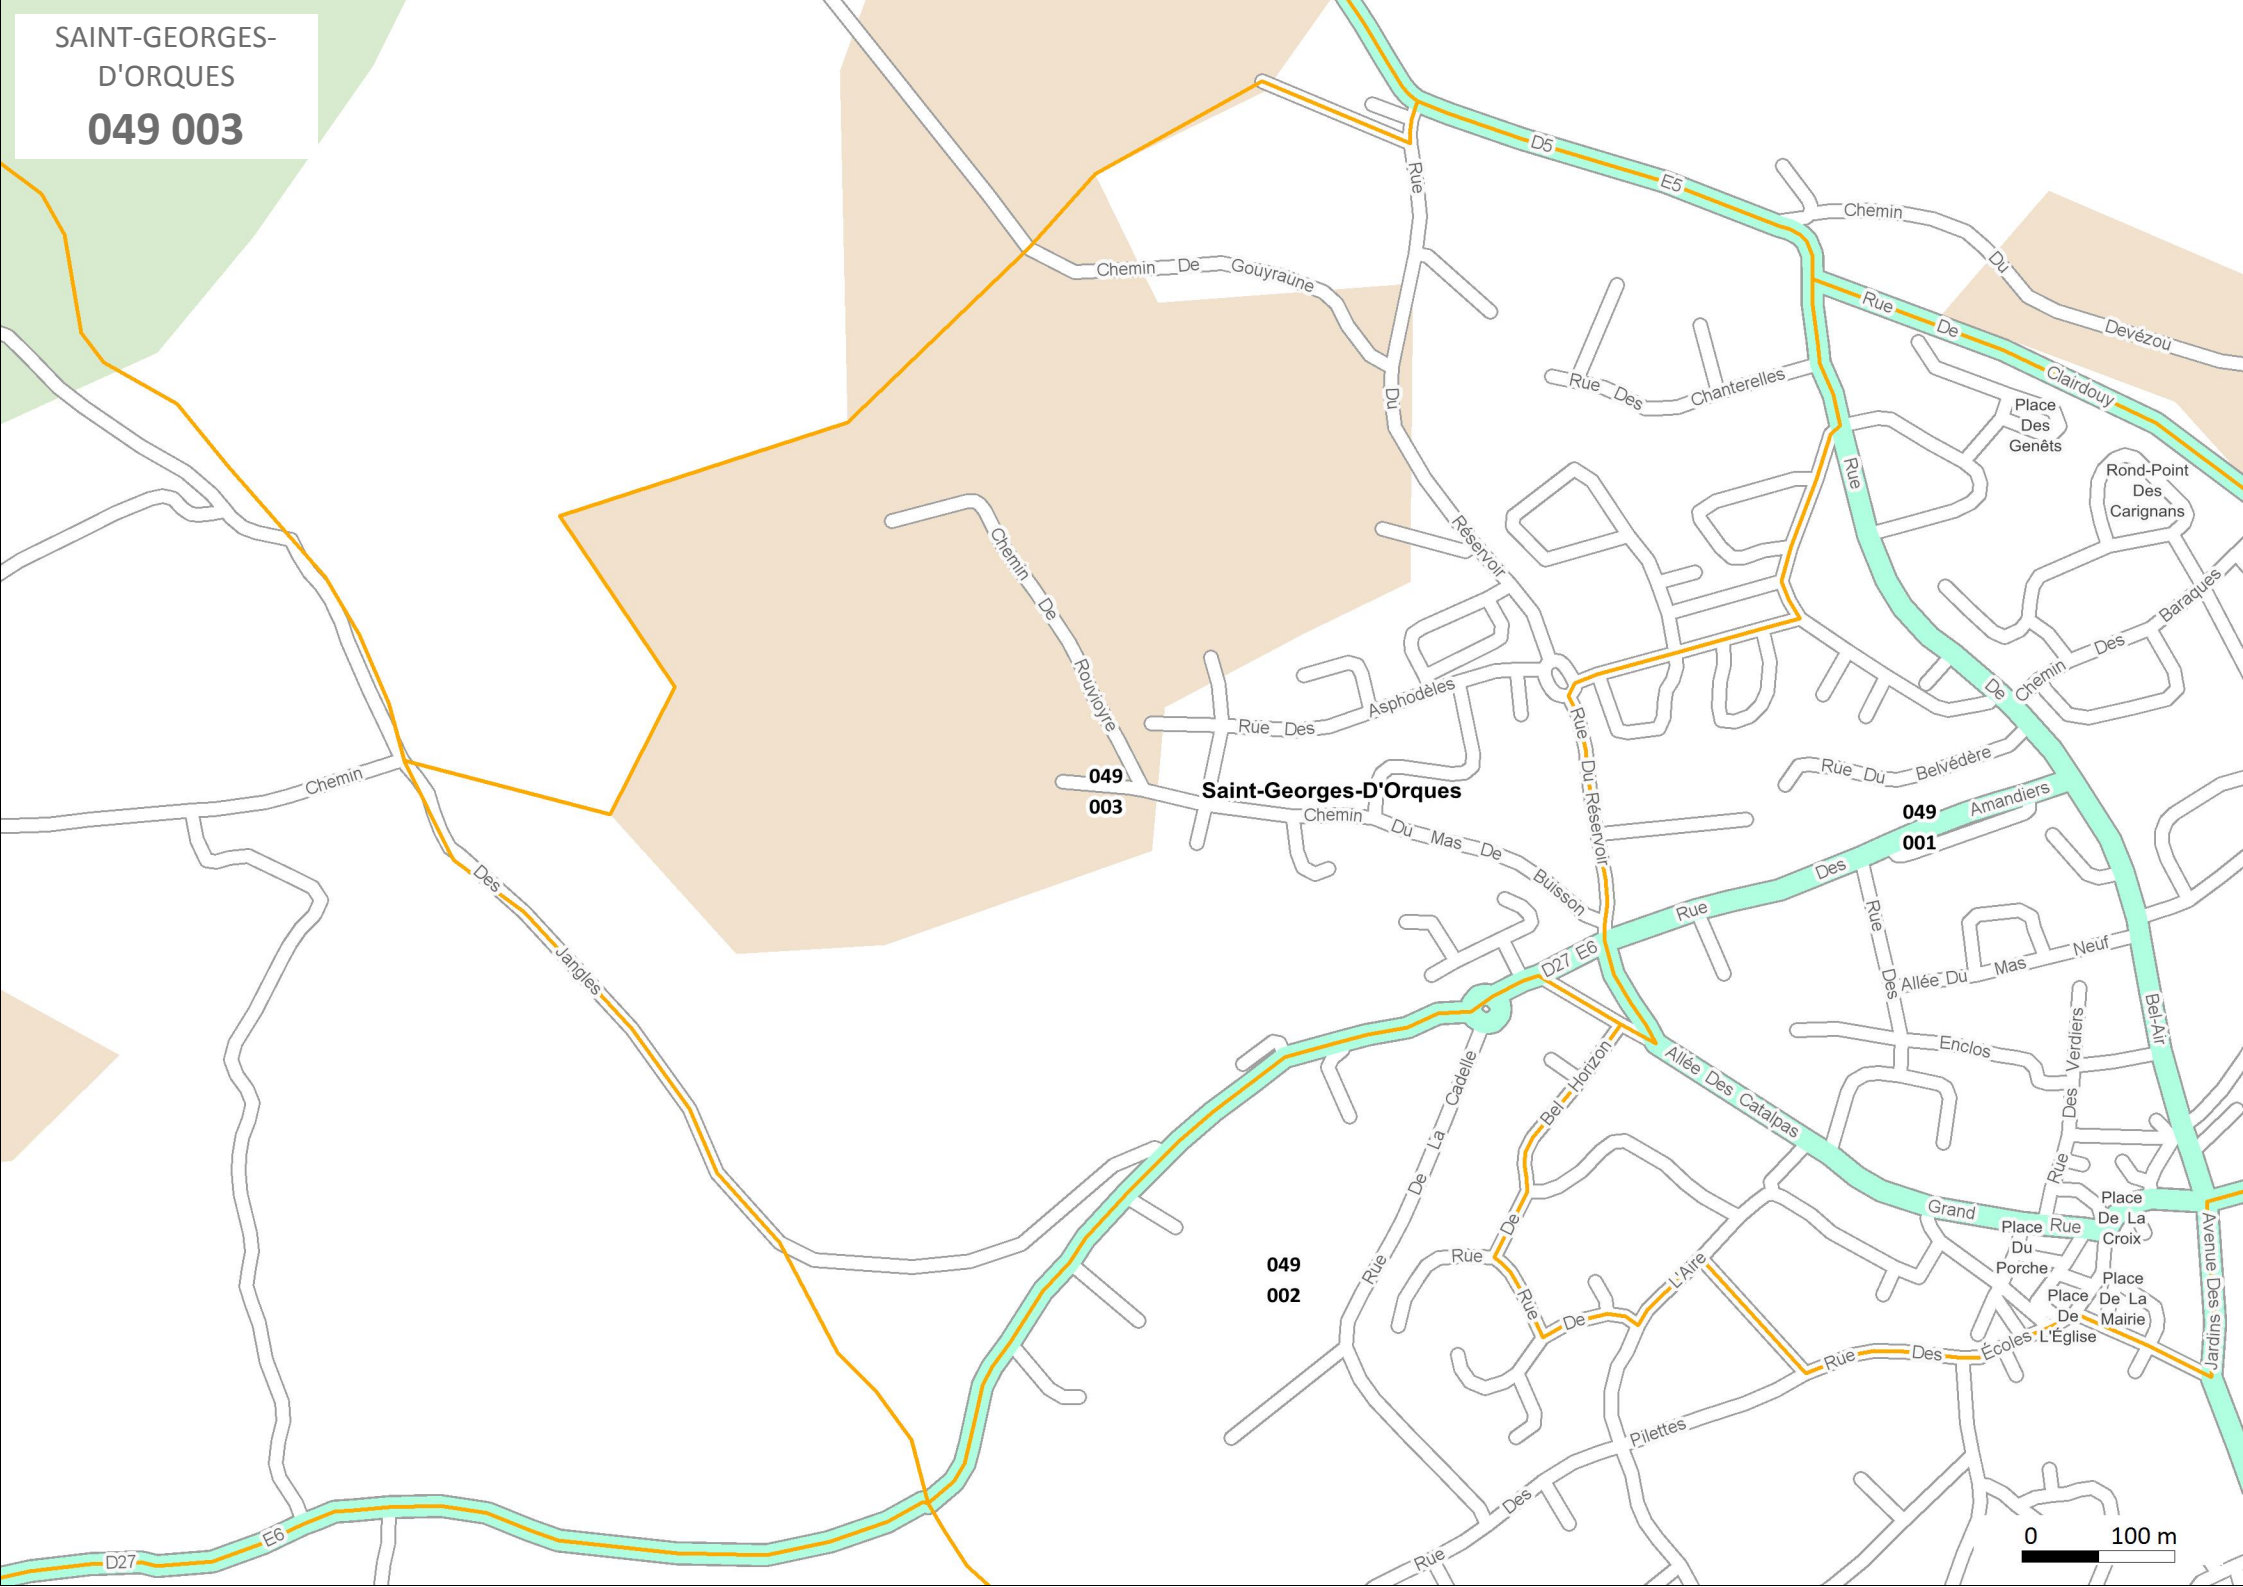 SAINT-GEORGES-
D'ORQUES
049 003
D5
E5
Rue
Chemin
Du
Devézou
Chemin De Gouyraune
Rue
De
Clairdouy
Du
Rue Des Chanterelles
Place
Des
Genêts
Rue
Rond-Point
Des
Carignans
Réservoir
Chemin
De
Rouvioyre
Baraques
Des
Chemin
De
Asphodèles
Rue Des
Rue
Du Réservoir
Rue Du Belvédère
Chemin
049
003
Saint-Georges-D'Orques
Amandiers
049
001
Chemin
Du Mas De
Buisson
Des
Rue
Des
Jangles
D27 E6
Rue
Des
Neuf
Allée Du Mas
Bel-Air
Verdiers
Des
Rue
Enclos
Allée Des Catalpas
Horizon
Bel
De
Rue
Cadelle
La
De
Rue
Grand
Rue
Place
De La
Croix
Place
Du
Porche
Place
De La
Mairie
Place
De
L'Église
Avenue Des
Jardins
049
002
Rue
De
L'Aire
Rue
Des
Écoles
Pilettes
Des
Rue
E6
D27
0 100 m